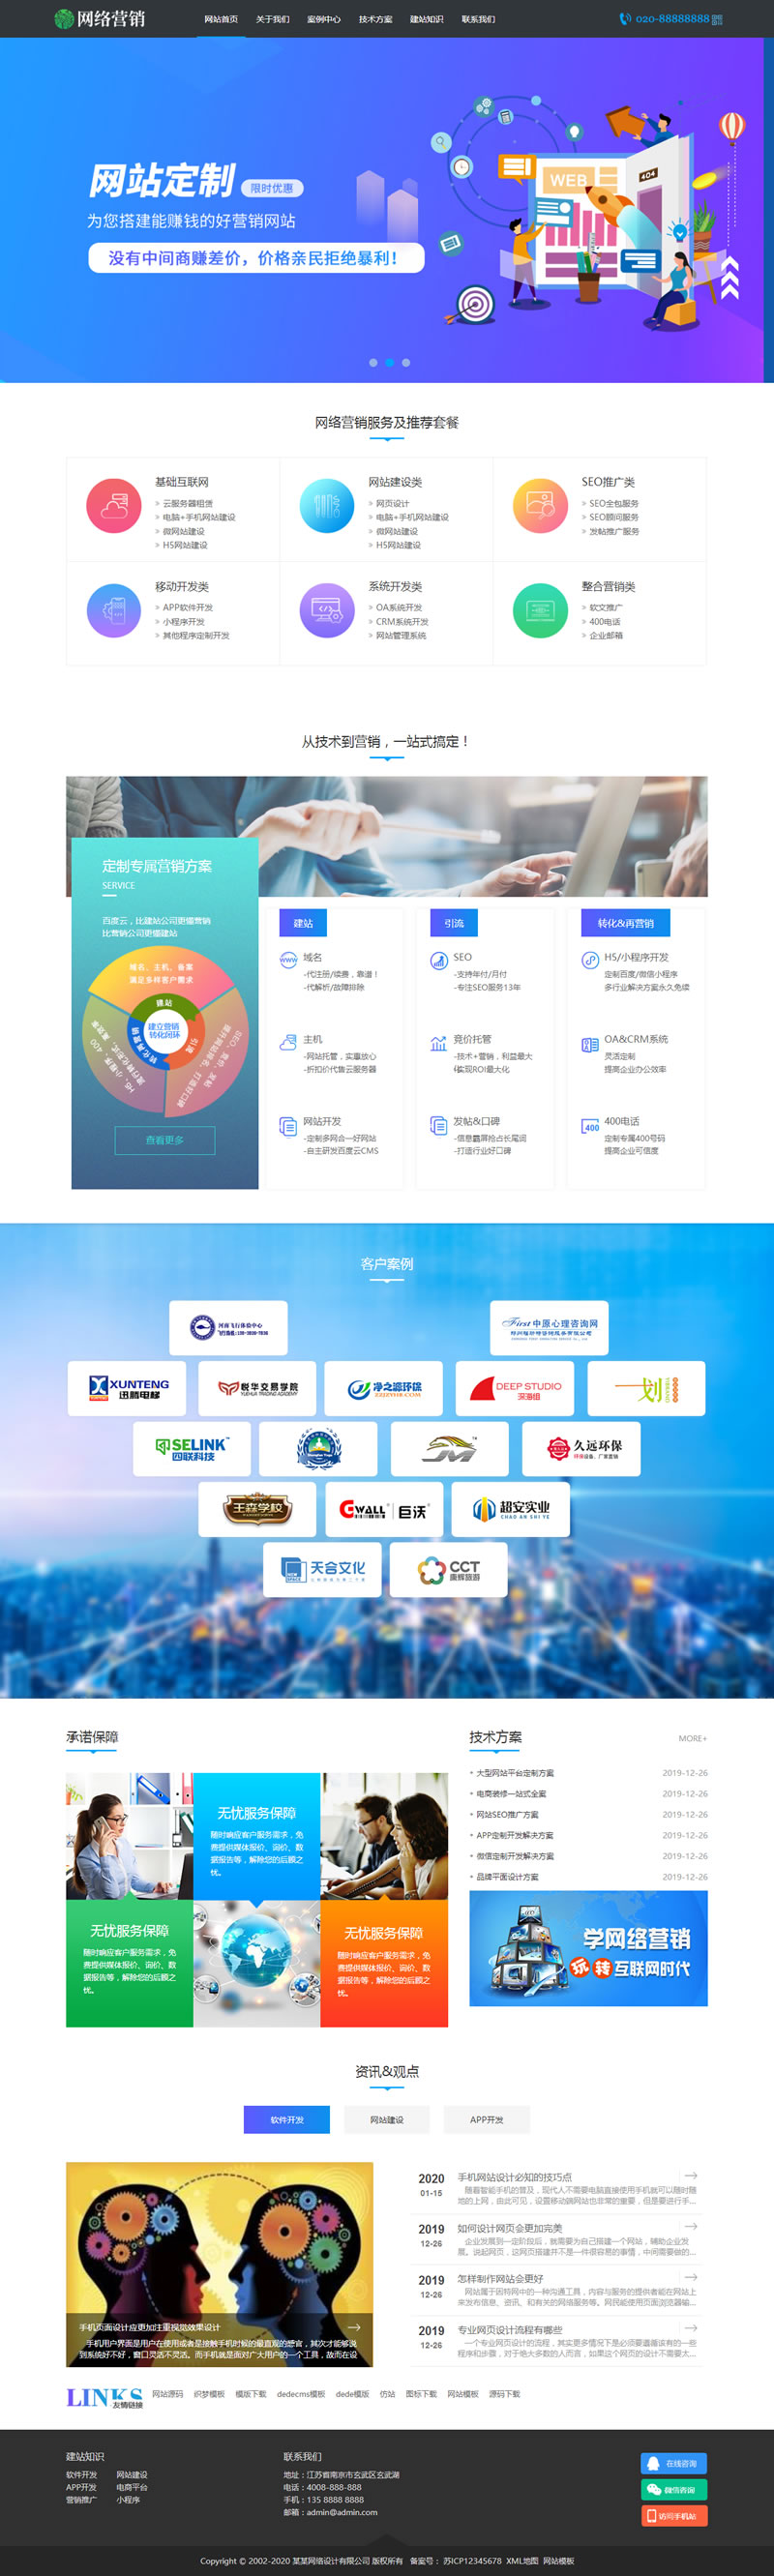 网络营销
网站首页 关于我们 案例中心 技术方案 建站知识 联系我们
020-88888888
网站定制 限时优惠
为您搭建能赚钱的好营销网站
没有中间商赚差价，价格亲民拒绝暴利！
WEB
404
网络营销服务及推荐套餐
基础互联网
» 云服务器租赁
» 电脑+手机网站建设
» 微网站建设
» H5网站建设
网站建设类
» 网页设计
» 电脑+手机网站建设
» 微网站建设
» H5网站建设
SEO推广类
» SEO全包服务
» SEO顾问服务
» 发帖推广服务
移动开发类
» APP软件开发
» 小程序开发
» 其他程序定制开发
系统开发类
» OA系统开发
» CRM系统开发
» 网站管理系统
整合营销类
» 软文推广
» 400电话
» 企业邮箱
从技术到营销，一站式搞定！
定制专属营销方案
SERVICE
百度云，比建站公司更懂营销
比营销公司更懂建站
域名、主机、备案
满足多样客户需求
建站
引流
转化再营销
建立营销
转化闭环
查看更多
建站
域名
-代注册/续费，靠谱！
-代解析/故障排除
主机
-网站托管，实惠放心
-折扣价代售云服务器
网站开发
-定制多网合一好网站
-自主研发百度云CMS
引流
SEO
-支持年付/月付
-专注SEO服务13年
竞价托管
-技术+营销，利益最大
化实现ROI最大化
发帖&口碑
-信息霸屏抢占长尾词
-打造行业好口碑
转化&再营销
H5/小程序开发
定制百度/微信小程序
多行业解决方案永久免续
OA&CRM系统
灵活定制
提高企业办公效率
400电话
定制专属400号码
提高企业可信度
客户案例
First 中原心理咨询网
XUNTENG
迅腾电梯
悦华交易学院
净之源环保
DEEP STUDIO
深海组
一划
SELINK
四联科技
JM
久远环保
王森学校
GWALL 巨沃
超安实业
CHAO AN SHI YE
天合文化
CCT
康辉旅游
承诺保障
无忧服务保障
随时响应客户服务需求，免
费提供媒体报价、询价、数
据报告等，解除您的后顾之
忧。
无忧服务保障
随时响应客户服务需求，免
费提供媒体报价、询价、数
据报告等，解除您的后顾之
忧。
无忧服务保障
随时响应客户服务需求，免
费提供媒体报价、询价、数
据报告等，解除您的后顾之
忧。
技术方案 MORE+
大型网站平台定制方案 2019-12-26
电商装修一站式全案 2019-12-26
网站SEO推广方案 2019-12-26
APP定制开发解决方案 2019-12-26
微信定制开发解决方案 2019-12-26
品牌平面设计方案 2019-12-26
学网络营销
玩转互联网时代
资讯&观点
软件开发 网站建设 APP开发
手机页面设计应更加注重视觉效果设计
手机用户界面是用户在使用或者是接触手机时候的最直观的感官，其次才能够说
到系统好不好，窗口灵活不灵活。而手机就是面对广大用户的一个工具，故而在设
2020
01-15
手机网站设计必知的技巧点
随着智能手机的普及，现代人不需要电脑直接使用手机就可以随时随
地的上网，由此可见，设置移动端网站也非常的重要，但是要进行手...
2019
12-26
如何设计网页会更加完美
企业发展到一定阶段后，就需要为自己搭建一个网站，辅助企业发
展。说起网页，这网页搭建并不是一件很容易的事情，中间需要做的...
2019
12-26
怎样制作网站会更好
网站属于因特网中的一种沟通工具，内容与服务的提供者能在网站上
来发布信息、资讯、和有关的网络服务等。网民能使用页面浏览器输...
2019
12-26
专业网页设计流程有哪些
一个专业网页设计的流程，其实更多情况下是必须要遵循该有的一些
程序和步骤，对于绝大多数的人而言，如果这个网页的设计不需要太...
LINKS 友情链接
网站源码 织梦模板 模版下载 dedecms模板 dede模版 仿站 图标下载 网站模板 源码下载
建站知识
软件开发 网站建设
APP开发 电商平台
营销推广 小程序
联系我们
地址：江苏省南京市玄武区玄武湖
电话：4008-888-888
手机：135 8888 8888
邮箱：admin@admin.com
在线咨询
微信咨询
访问手机站
Copyright © 2002-2020 某某网络设计有限公司 版权所有 备案号： 苏ICP12345678 XML地图 网站模板